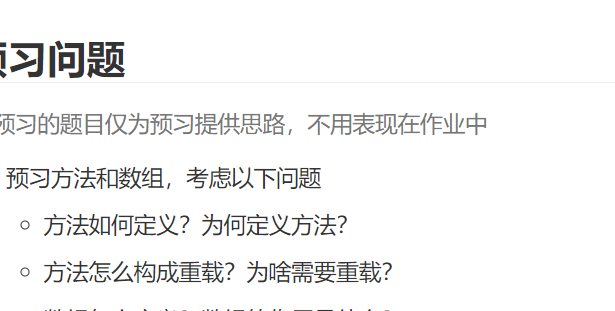 预习问题
预习的题目仅为预习提供思路，不用表现在作业中
预习方法和数组，考虑以下问题
方法如何定义？为何定义方法？
方法怎么构成重载？为啥需要重载？